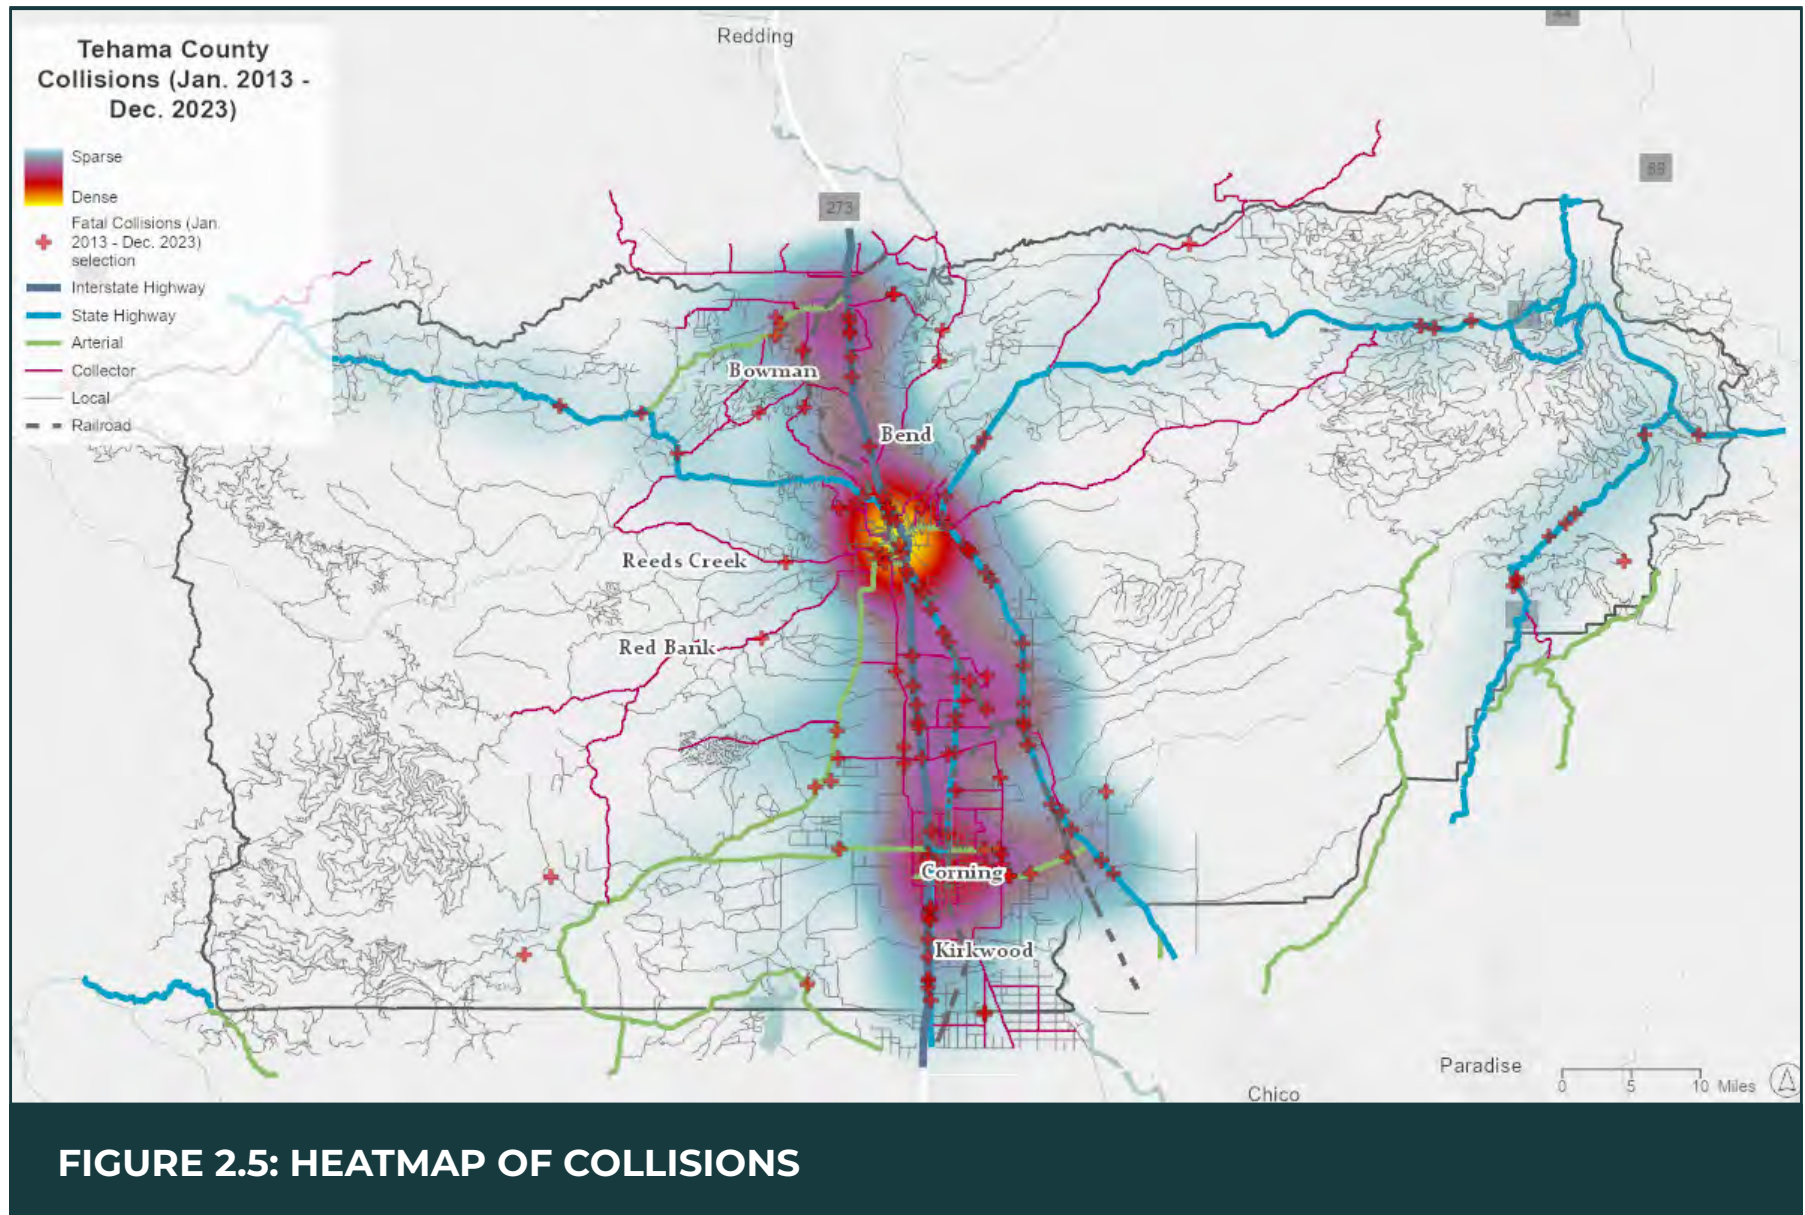 Tehama County
Collisions (Jan. 2013 -
Dec. 2023)
Sparse
Dense
Fatal Collisions (Jan.
2013 - Dec. 2023)
selection
Interstate Highway
State Highway
Arterial
Collector
Local
Railroad
Redding
44
89
273
Bowman
Bend
Reeds Creek
Red Bank
Corning
Kirkwood
Paradise
Chico
0 5 10 Miles
FIGURE 2.5: HEATMAP OF COLLISIONS